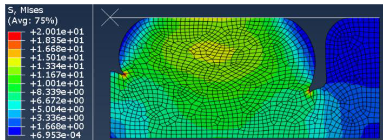 S, Mises
(Avg: 75%)
+2.001e+01
+1.835e+01
+1.668e+01
+1.501e+01
+1.334e+01
+1.167e+01
+1.001e+01
+8.339e+00
+6.672e+00
+5.004e+00
+3.336e+00
+1.668e+00
+6.953e-04